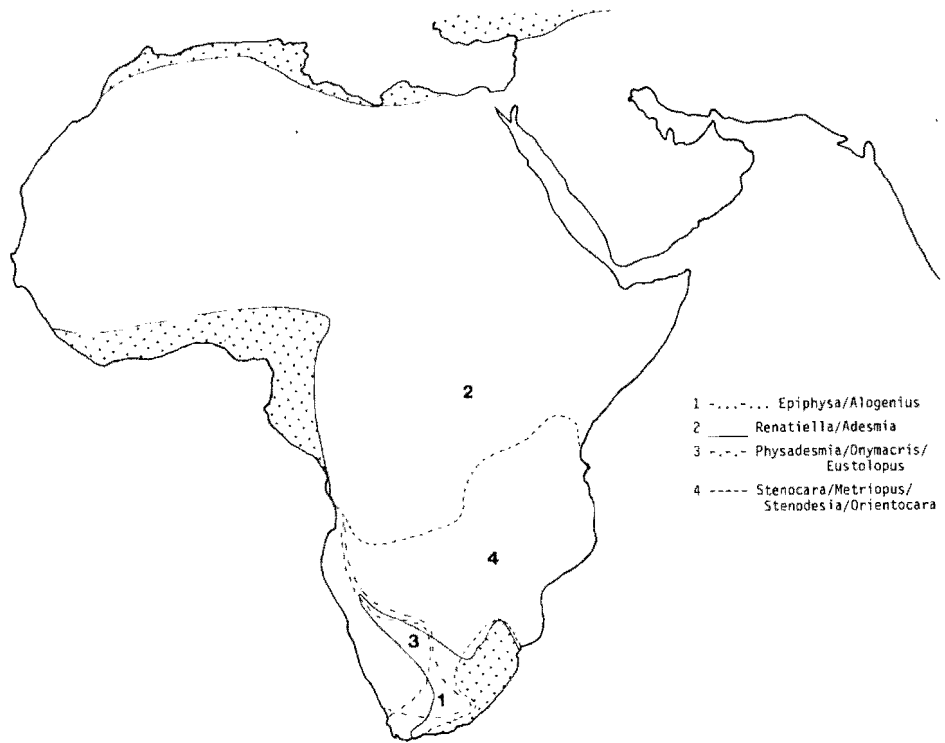 2
4
3
1
1 -...-... Epiphysa/Alogenius
2 ——— Renatiella/Adesmia
3 -.-.- Physadesmia/Onymacris/
Eustolopus
4 ----- Stenocara/Metriopus/
Stenodesia/Orientocara